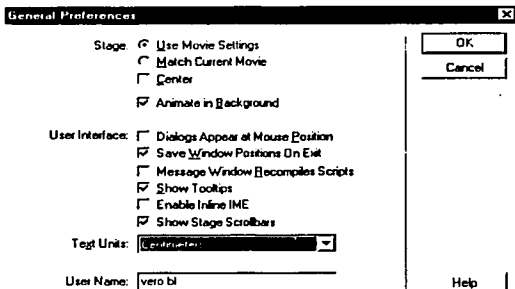 General Preferences
Stage: Use Movie Settings
Match Current Movie
Center
Animate in Background
User Interface: Dialogs Appear at Mouse Position
Save Window Positions On Exit
Message Window Recompiles Scripts
Show Tooltips
Enable Inline IME
Show Stage Scrollbars
Text Units: Centimeters
User Name: vero bl
OK
Cancel
Help